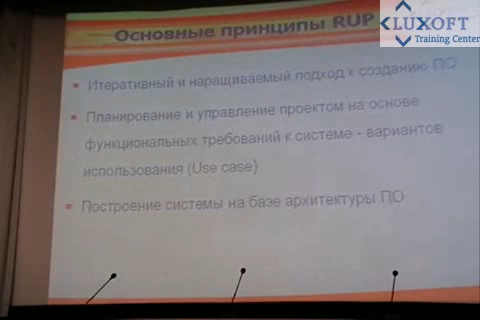 Основные принципы RUP
LUXOFT
Training Center
Итеративный и наращиваемый подход к созданию ПО
Планирование и управление проектом на основе
функциональных требований к системе - вариантов
использования (Use case)
Построение системы на базе архитектуры ПО